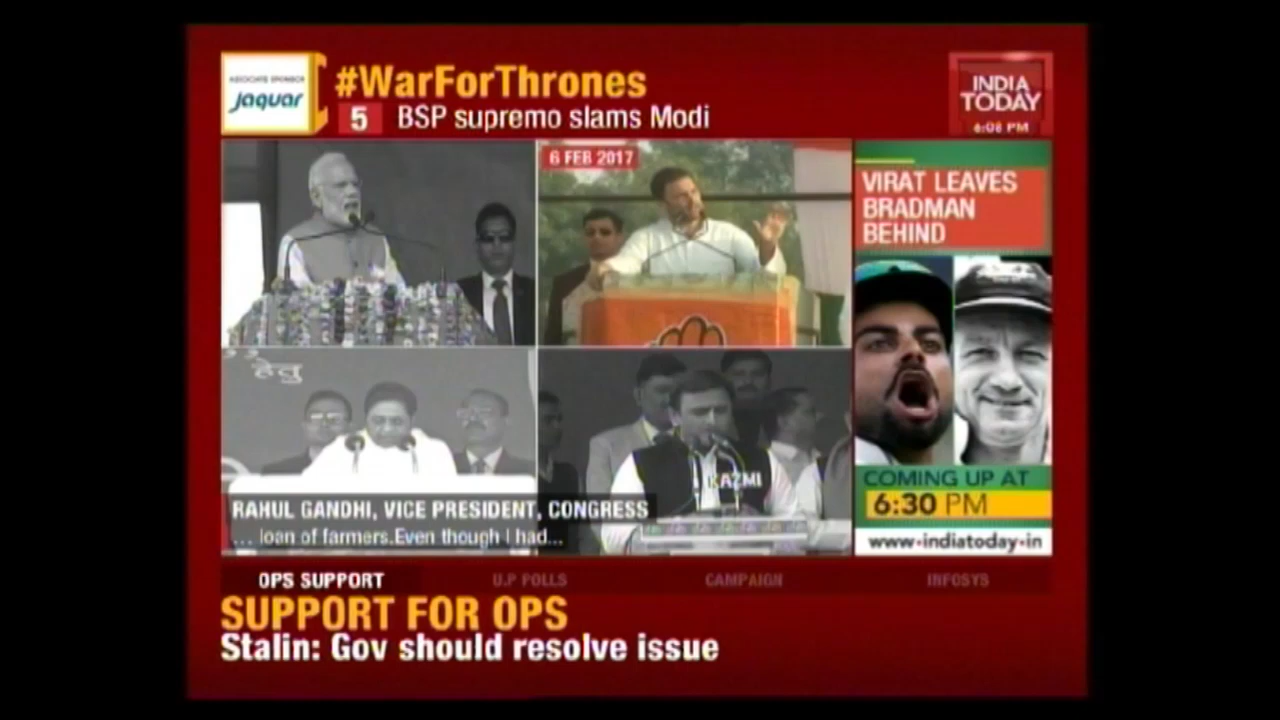 ASSOCIATE SPONSOR
Jaquar
#WarForThrones
5 BSP supremo slams Modi
INDIA
TODAY
6:08 PM
6 FEB 2017
VIRAT LEAVES
BRADMAN
BEHIND
हेतु
KAZMI
RAHUL GANDHI, VICE PRESIDENT, CONGRESS
... loan of farmers.Even though I had...
COMING UP AT
6:30 PM
www.indiatoday.in
OPS SUPPORT U.P POLLS CAMPAIGN INFOSYS
SUPPORT FOR OPS
Stalin: Gov should resolve issue